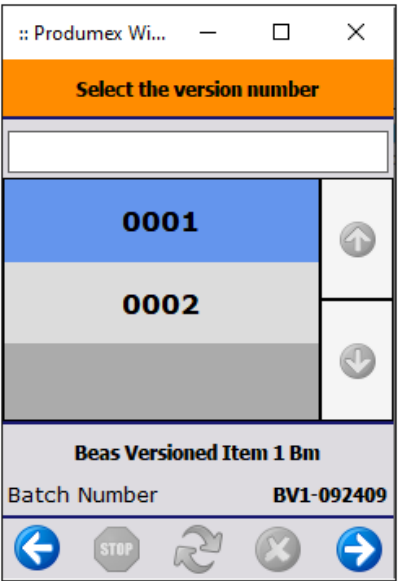 :: Produmex Wi...
Select the version number
0001
0002
Beas Versioned Item 1 Bm
Batch Number BV1-092409
STOP